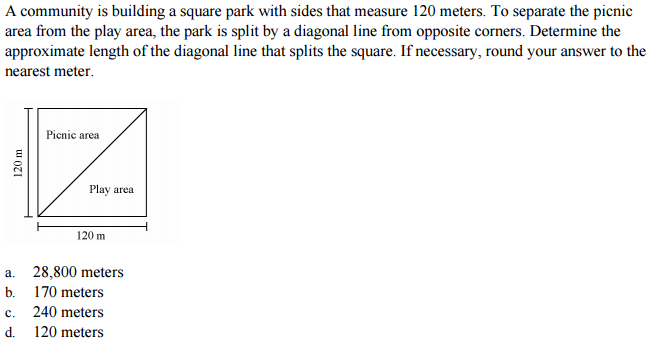 A community is building a square park with sides that measure 120 meters. To separate the picnic
area from the play area, the park is split by a diagonal line from opposite corners. Determine the
approximate length of the diagonal line that splits the square. If necessary, round your answer to the
nearest meter.
Picnic area
120 m
Play area
120 m
a. 28,800 meters
b. 170 meters
c. 240 meters
d. 120 meters